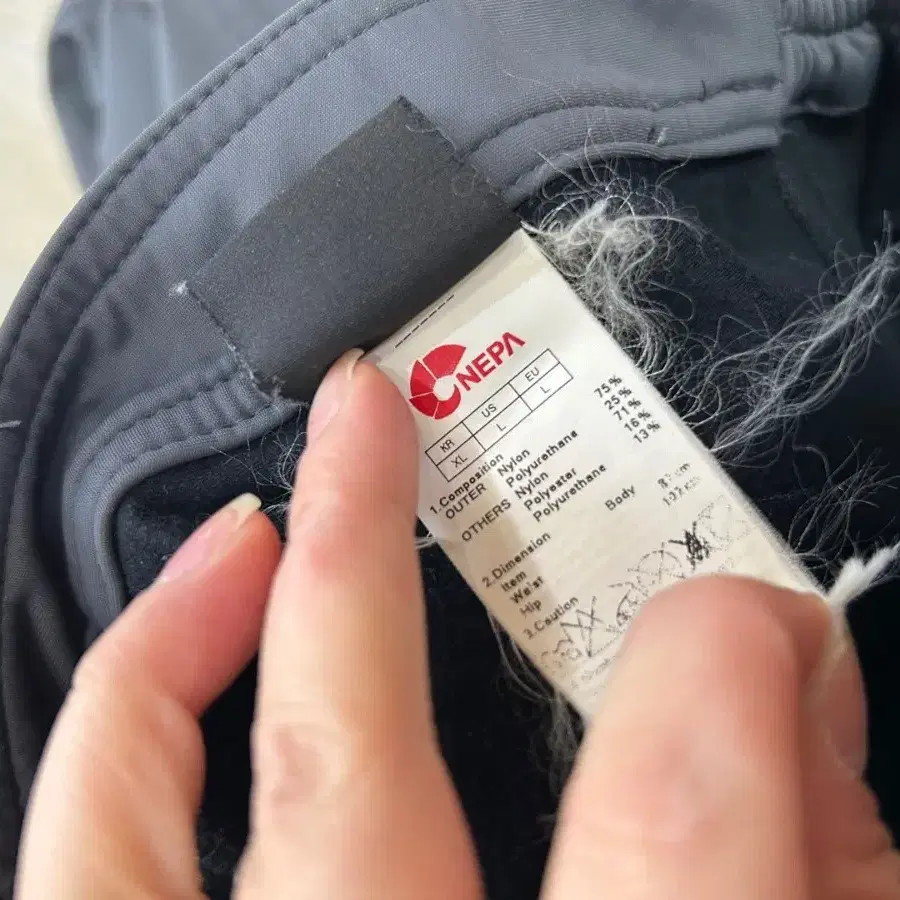 NEPA
KR US EU
XL L L
1.Composition
OUTER Nylon 75%
Polyurethane 25%
OTHERS Nylon 71%
Polyester 16%
Polyurethane 13%
2.Dimension
Item Body
Waist
Hip
3.Caution